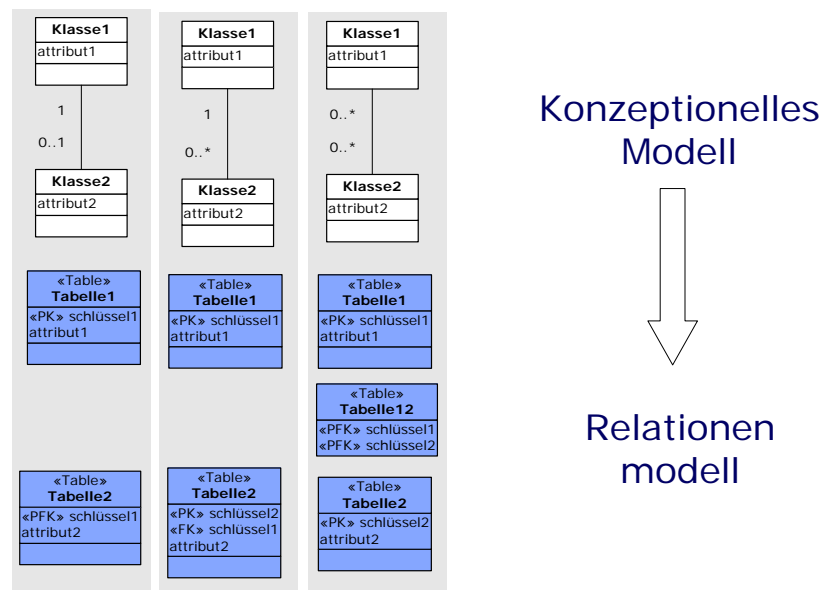 Klasse1
attribut1
1
0..1
Klasse2
attribut2
«Table»
Tabelle1
«PK» schlüssel1
attribut1
«Table»
Tabelle2
«PFK» schlüssel1
attribut2
Klasse1
attribut1
1
0..*
Klasse2
attribut2
«Table»
Tabelle1
«PK» schlüssel1
attribut1
«Table»
Tabelle2
«PK» schlüssel2
«FK» schlüssel1
attribut2
Klasse1
attribut1
0..*
0..*
Klasse2
attribut2
«Table»
Tabelle1
«PK» schlüssel1
attribut1
«Table»
Tabelle12
«PFK» schlüssel1
«PFK» schlüssel2
«Table»
Tabelle2
«PK» schlüssel2
attribut2
Konzeptionelles
Modell
Relationen
modell